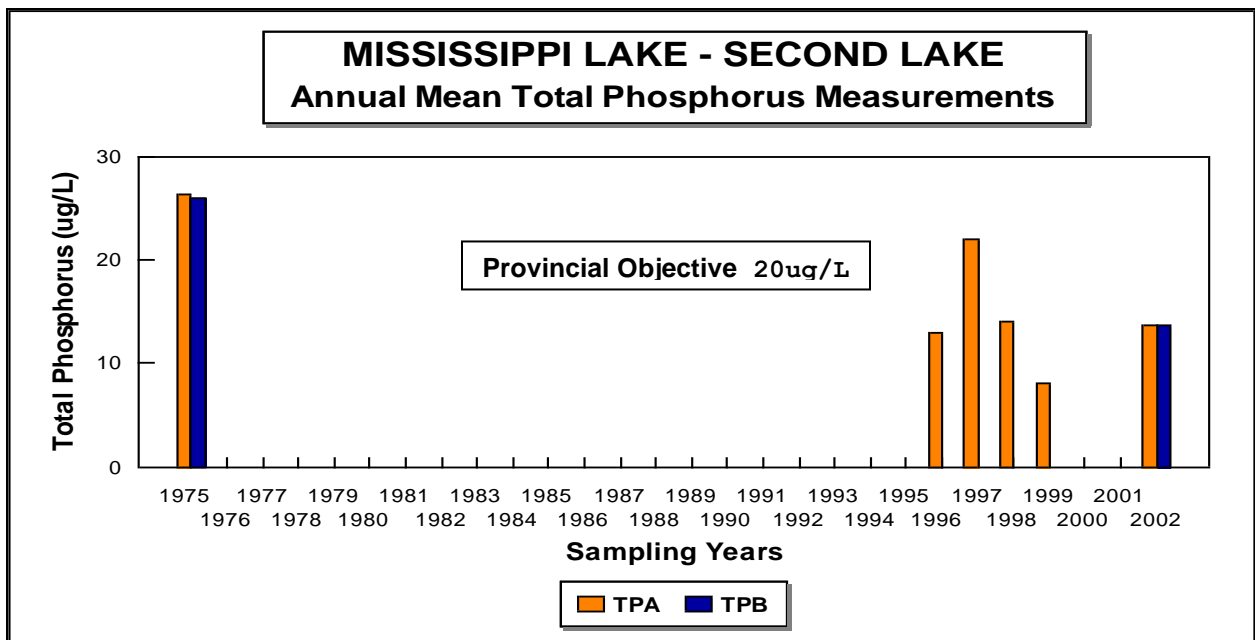 MISSISSIPPI LAKE - SECOND LAKE
Annual Mean Total Phosphorus Measurements
Total Phosphorus (ug/L)
30
20
10
0
Provincial Objective 20ug/L
1975 1977 1979 1981 1983 1985 1987 1989 1991 1993 1995 1997 1999 2001
1976 1978 1980 1982 1984 1986 1988 1990 1992 1994 1996 1998 2000 2002
Sampling Years
TPA TPB